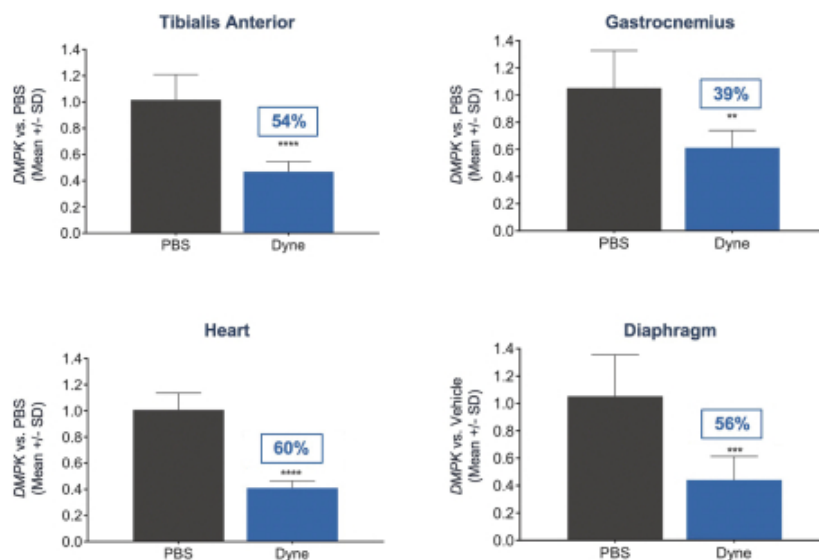 Tibialis Anterior
DMPK vs. PBS
(Mean +/- SD)
1.4
1.2
1.0
0.8
0.6
0.4
0.2
0.0
54%
****
PBS
Dyne
Gastrocnemius
DMPK vs. PBS
(Mean +/- SD)
1.4
1.2
1.0
0.8
0.6
0.4
0.2
0.0
39%
**
PBS
Dyne
Heart
DMPK vs. PBS
(Mean +/- SD)
1.4
1.2
1.0
0.8
0.6
0.4
0.2
0.0
60%
****
PBS
Dyne
Diaphragm
DMPK vs. Vehicle
(Mean +/- SD)
1.4
1.2
1.0
0.8
0.6
0.4
0.2
0.0
56%
***
PBS
Dyne